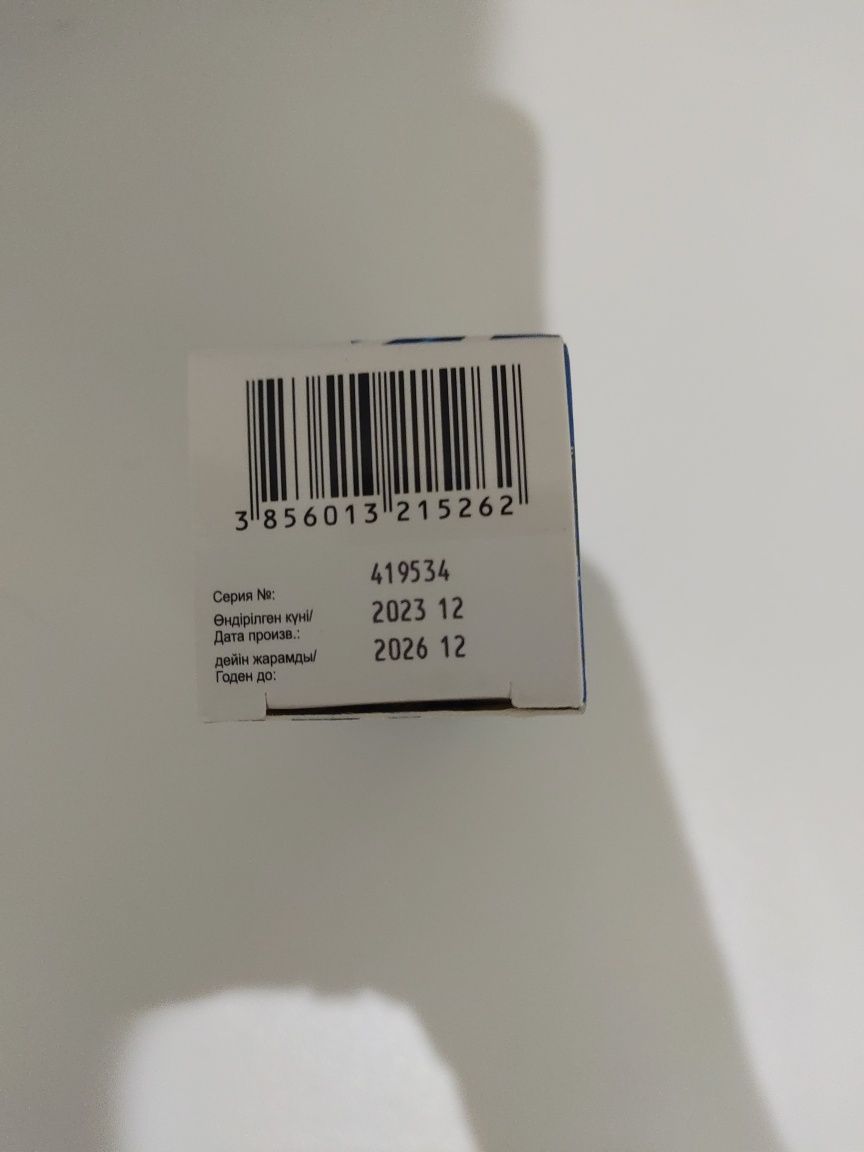 3 856013 215262
Серия №: 419534
Өндірілген күні/
Дата произв.: 2023 12
дейін жарамды/
Годен до: 2026 12